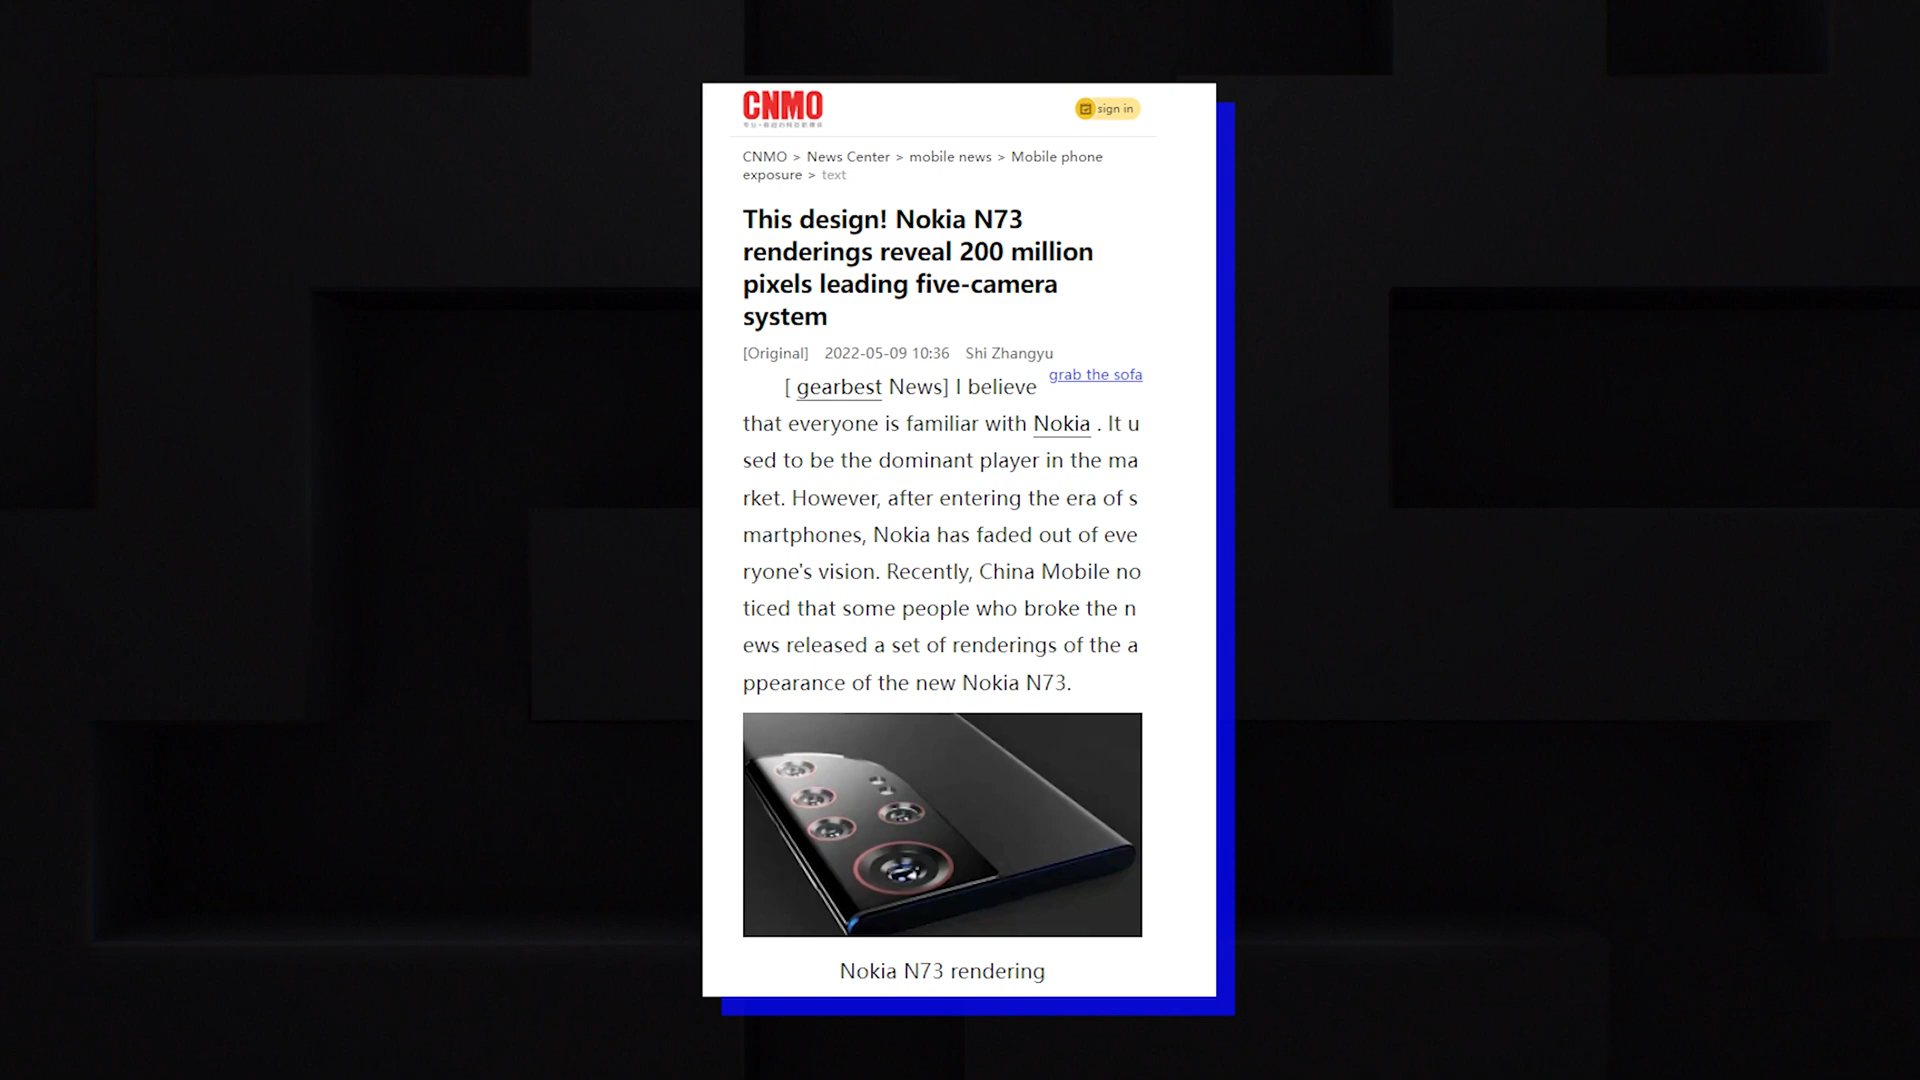 CNMO
sign in
CNMO > News Center > mobile news > Mobile phone
exposure > text
This design! Nokia N73
renderings reveal 200 million
pixels leading five-camera
system
[Original] 2022-05-09 10:36 Shi Zhangyu
grab the sofa
[ gearbest News] I believe
that everyone is familiar with Nokia . It u
sed to be the dominant player in the ma
rket. However, after entering the era of s
martphones, Nokia has faded out of eve
ryone's vision. Recently, China Mobile no
ticed that some people who broke the n
ews released a set of renderings of the a
ppearance of the new Nokia N73.
Nokia N73 rendering